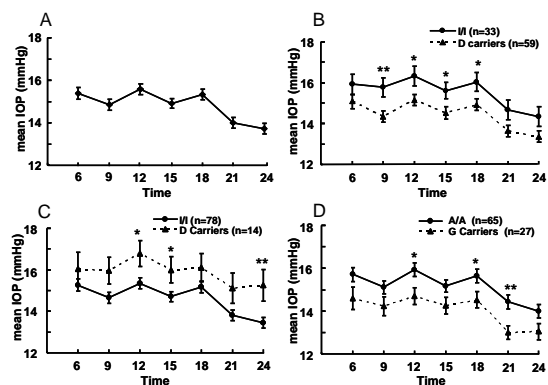 A
mean IOP (mmHg)
18
16
14
12
6 9 12 15 18 21 24
Time
B
I/I (n=33)
D carriers (n=59)
mean IOP (mmHg)
18
16
14
12
** * * *
6 9 12 15 18 21 24
Time
C
I/I (n=78)
D Carriers (n=14)
mean IOP (mmHg)
18
16
14
12
* * **
6 9 12 15 18 21 24
Time
D
A/A (n=65)
G Carriers (n=27)
mean IOP (mmHg)
18
16
14
12
* * **
6 9 12 15 18 21 24
Time